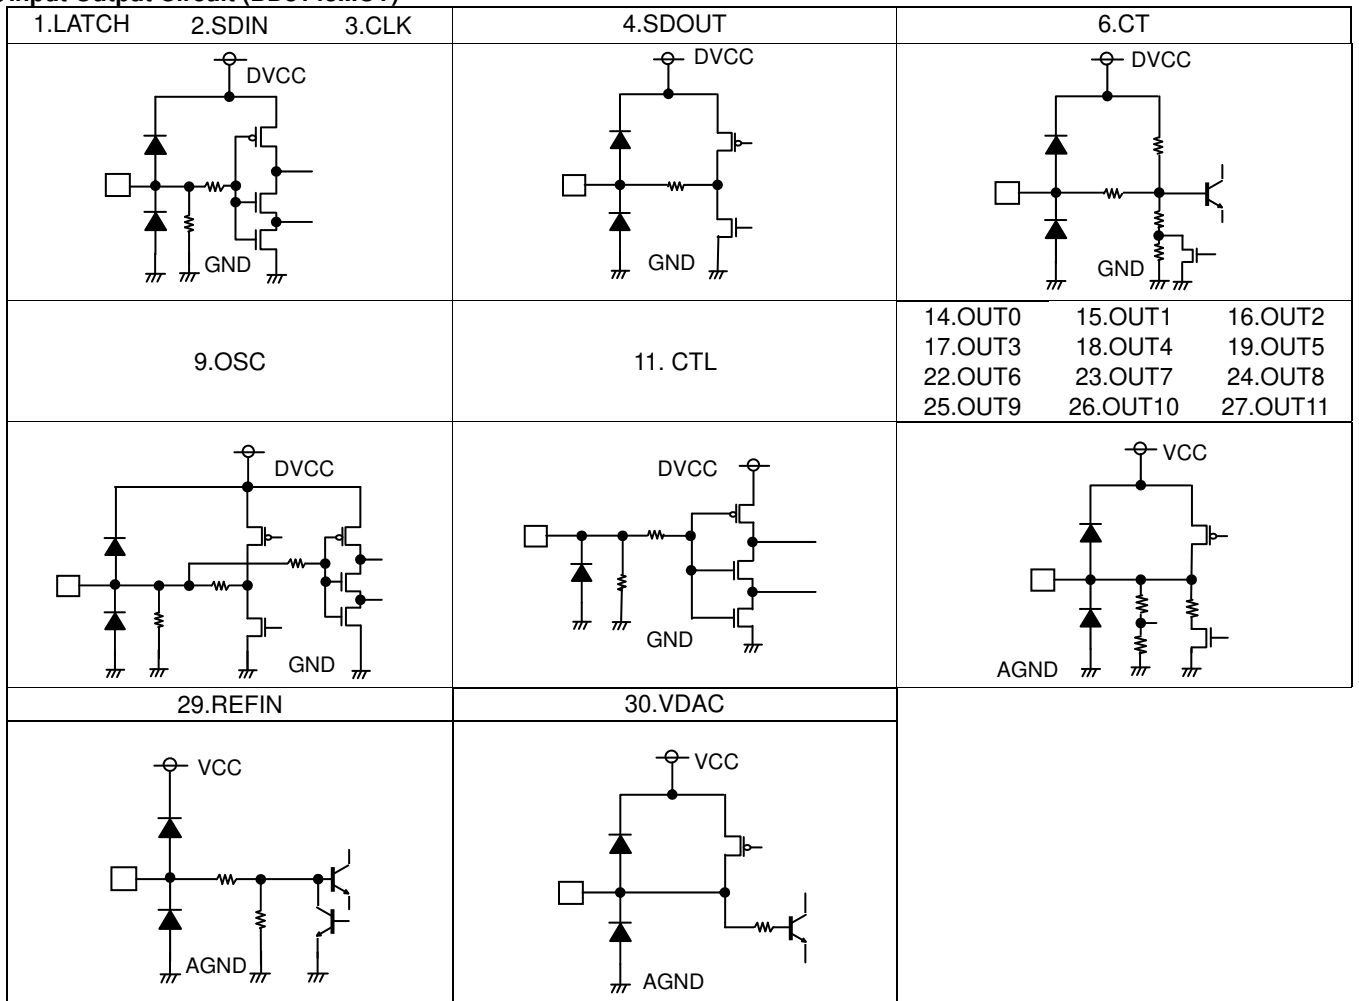 1.LATCH 2.SDIN 3.CLK
4.SDOUT
6.CT
DVCC
GND
DVCC
GND
DVCC
GND
9.OSC
11. CTL
14.OUT0 15.OUT1 16.OUT2
17.OUT3 18.OUT4 19.OUT5
22.OUT6 23.OUT7 24.OUT8
25.OUT9 26.OUT10 27.OUT11
DVCC
GND
DVCC
GND
VCC
AGND
29.REFIN
30.VDAC
VCC
AGND
VCC
AGND